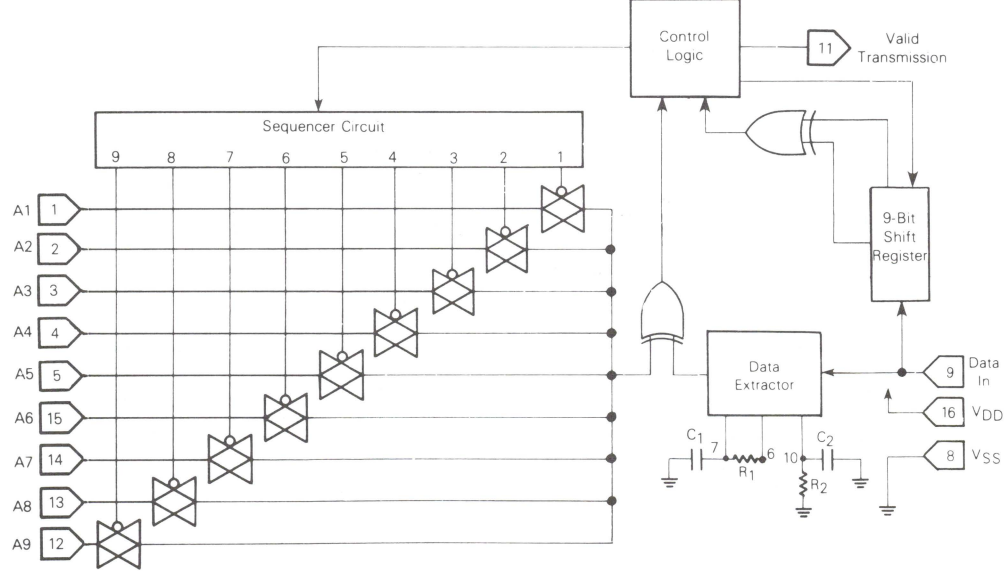 Control
Logic
11
Valid
Transmission
Sequencer Circuit
9 8 7 6 5 4 3 2 1
A1 1
A2 2
A3 3
A4 4
A5 5
A6 15
A7 14
A8 13
A9 12
9-Bit
Shift
Register
Data
Extractor
9 Data
In
16 VDD
8 VSS
C1 7 R1 6 10 C2
R2